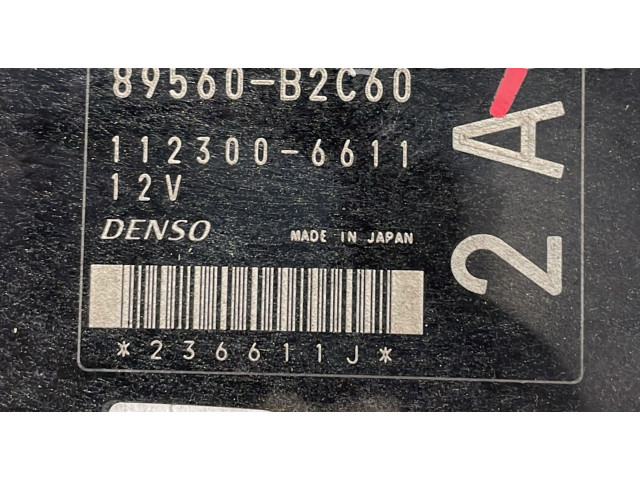 89560-B2C60
112300-6611
12V
DENSO MADE IN JAPAN
*236611J*
2A